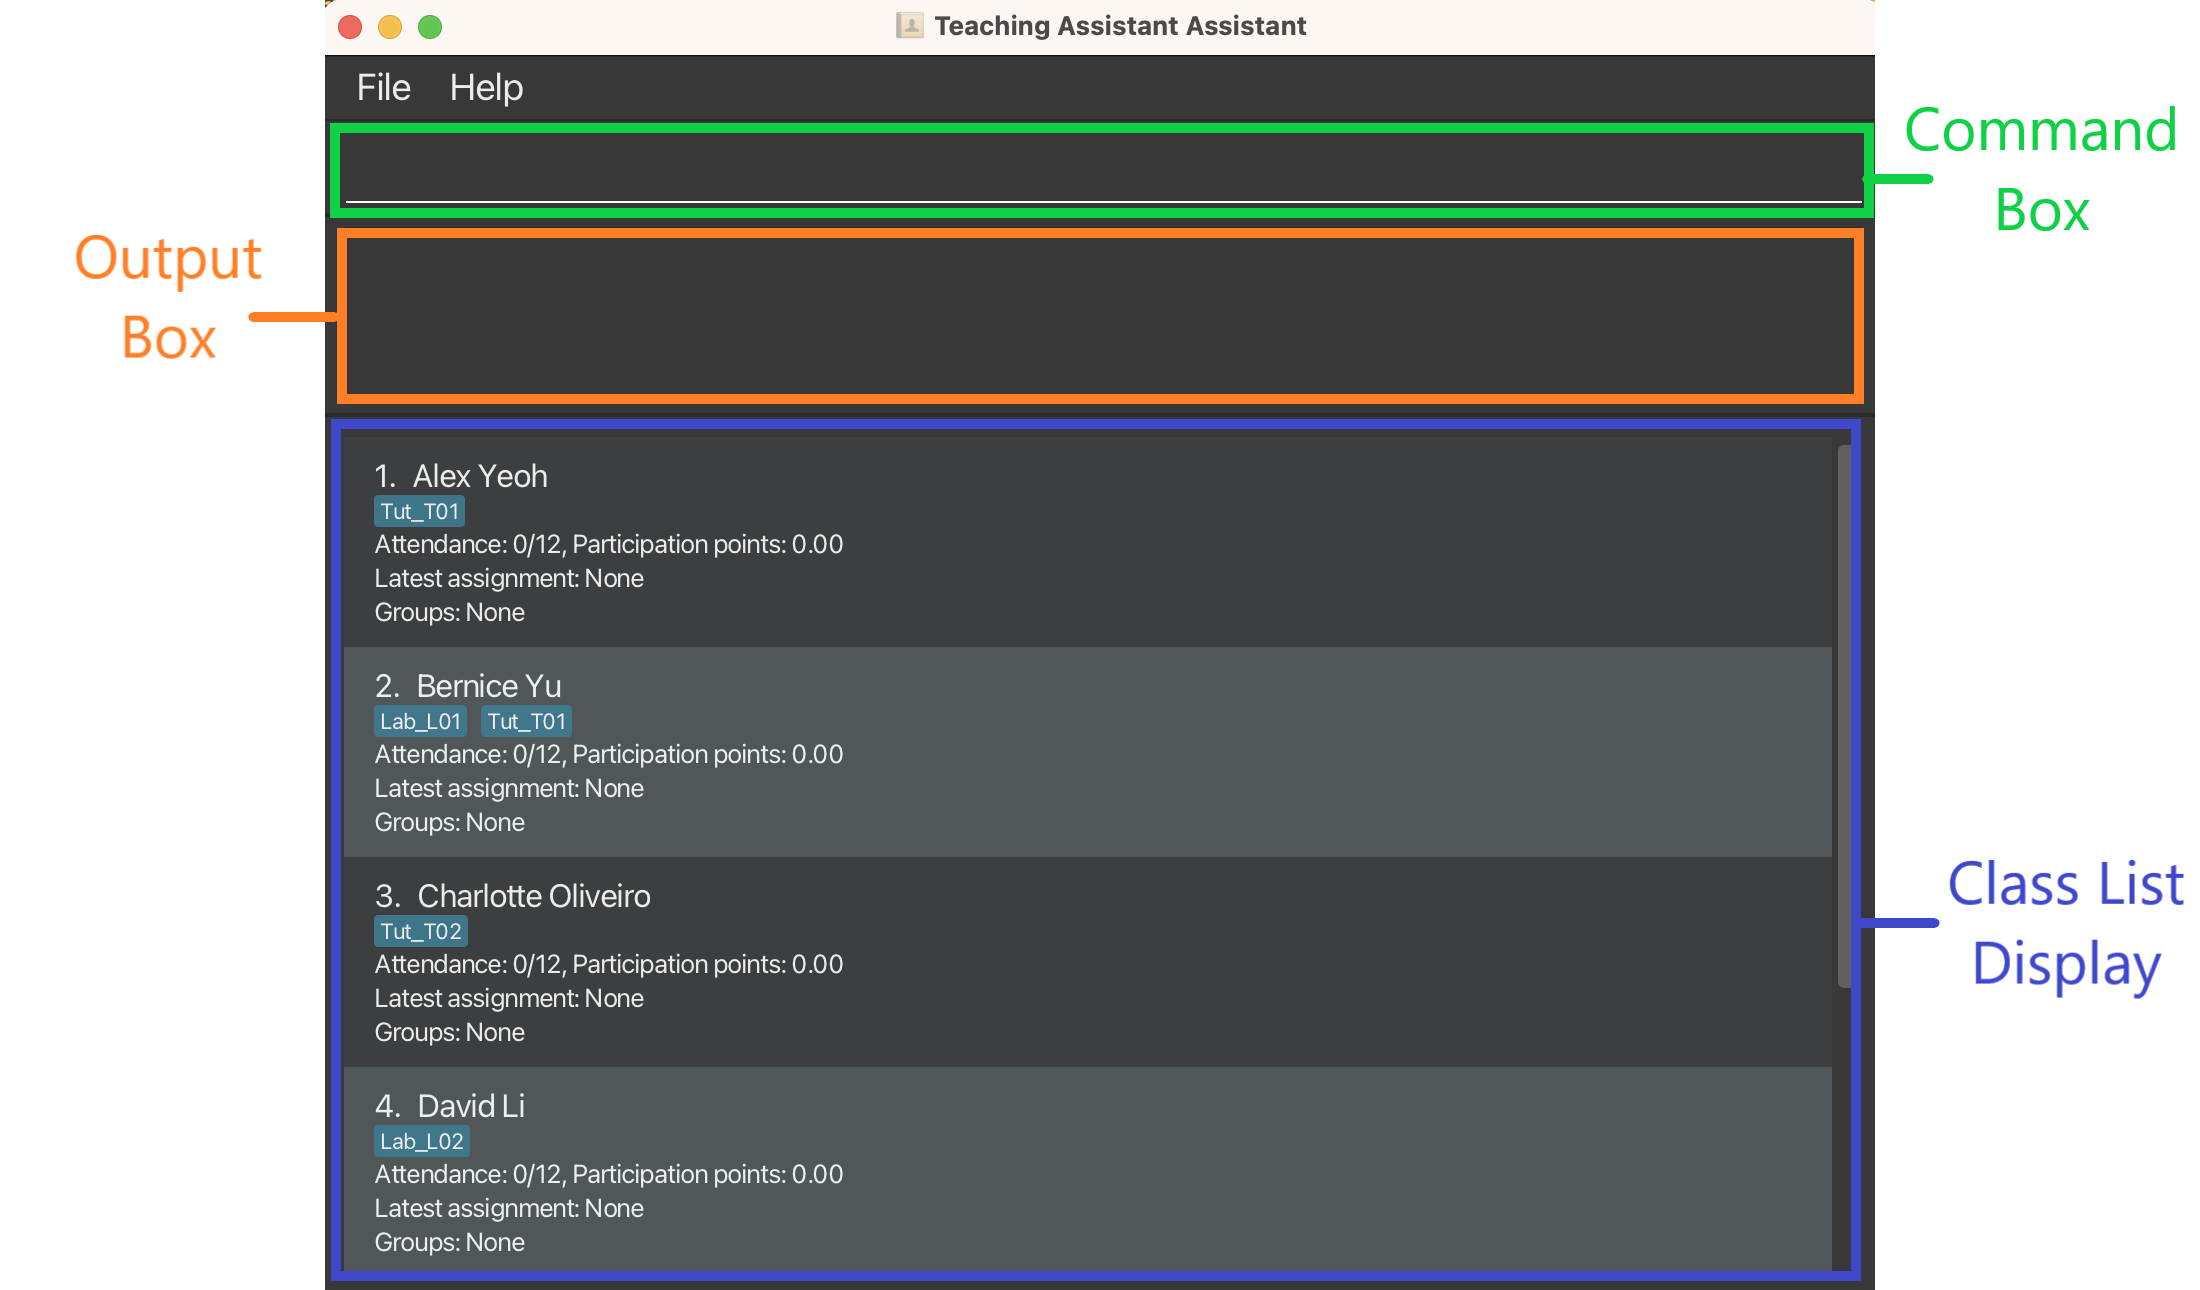 Teaching Assistant Assistant
File Help
Command
Box
Output
Box
1. Alex Yeoh
Tut_T01
Attendance: 0/12, Participation points: 0.00
Latest assignment: None
Groups: None
2. Bernice Yu
Lab_L01 Tut_T01
Attendance: 0/12, Participation points: 0.00
Latest assignment: None
Groups: None
3. Charlotte Oliveiro
Tut_T02
Attendance: 0/12, Participation points: 0.00
Latest assignment: None
Groups: None
Class List
Display
4. David Li
Lab_L02
Attendance: 0/12, Participation points: 0.00
Latest assignment: None
Groups: None